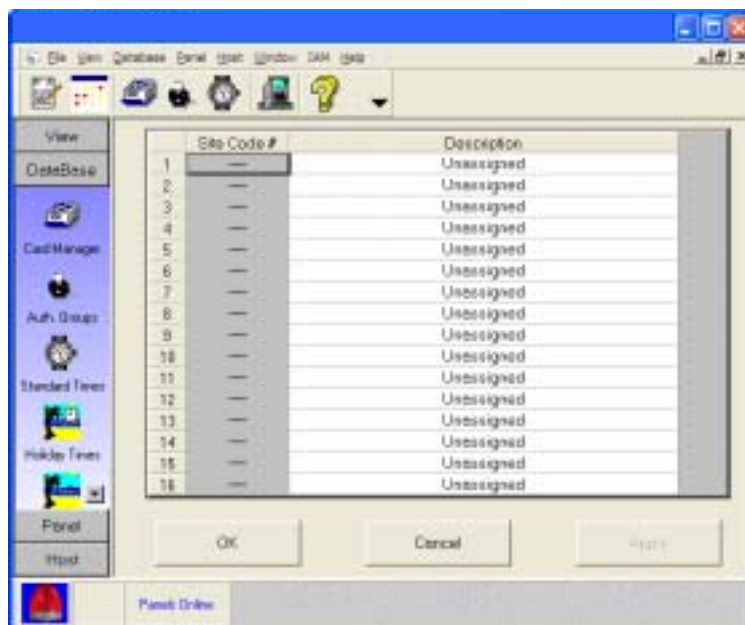 File View Database Panel Host Window CAM Help
View
DataBase
Card Manager
Auth. Groups
Standard Times
Holiday Times
Panel
Host
Site Code # Description
1 — Unassigned
2 — Unassigned
3 — Unassigned
4 — Unassigned
5 — Unassigned
6 — Unassigned
7 — Unassigned
8 — Unassigned
9 — Unassigned
10 — Unassigned
11 — Unassigned
12 — Unassigned
13 — Unassigned
14 — Unassigned
15 — Unassigned
16 — Unassigned
OK Cancel Apply
Panels Online